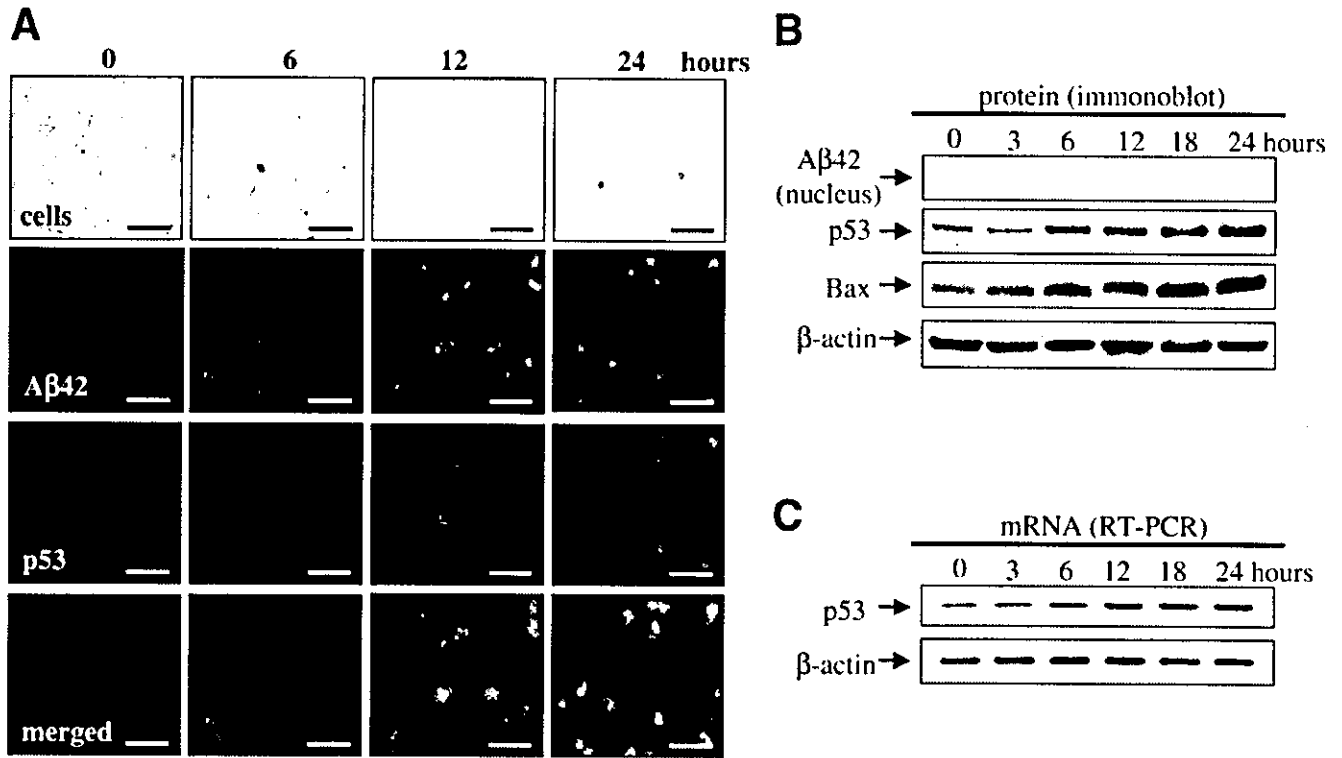 A
0 6 12 24 hours
cells
Aβ42
p53
merged
B
protein (immonoblot)
0 3 6 12 18 24 hours
Aβ42
(nucleus)
p53
Bax
β-actin
C
mRNA (RT-PCR)
0 3 6 12 18 24 hours
p53
β-actin